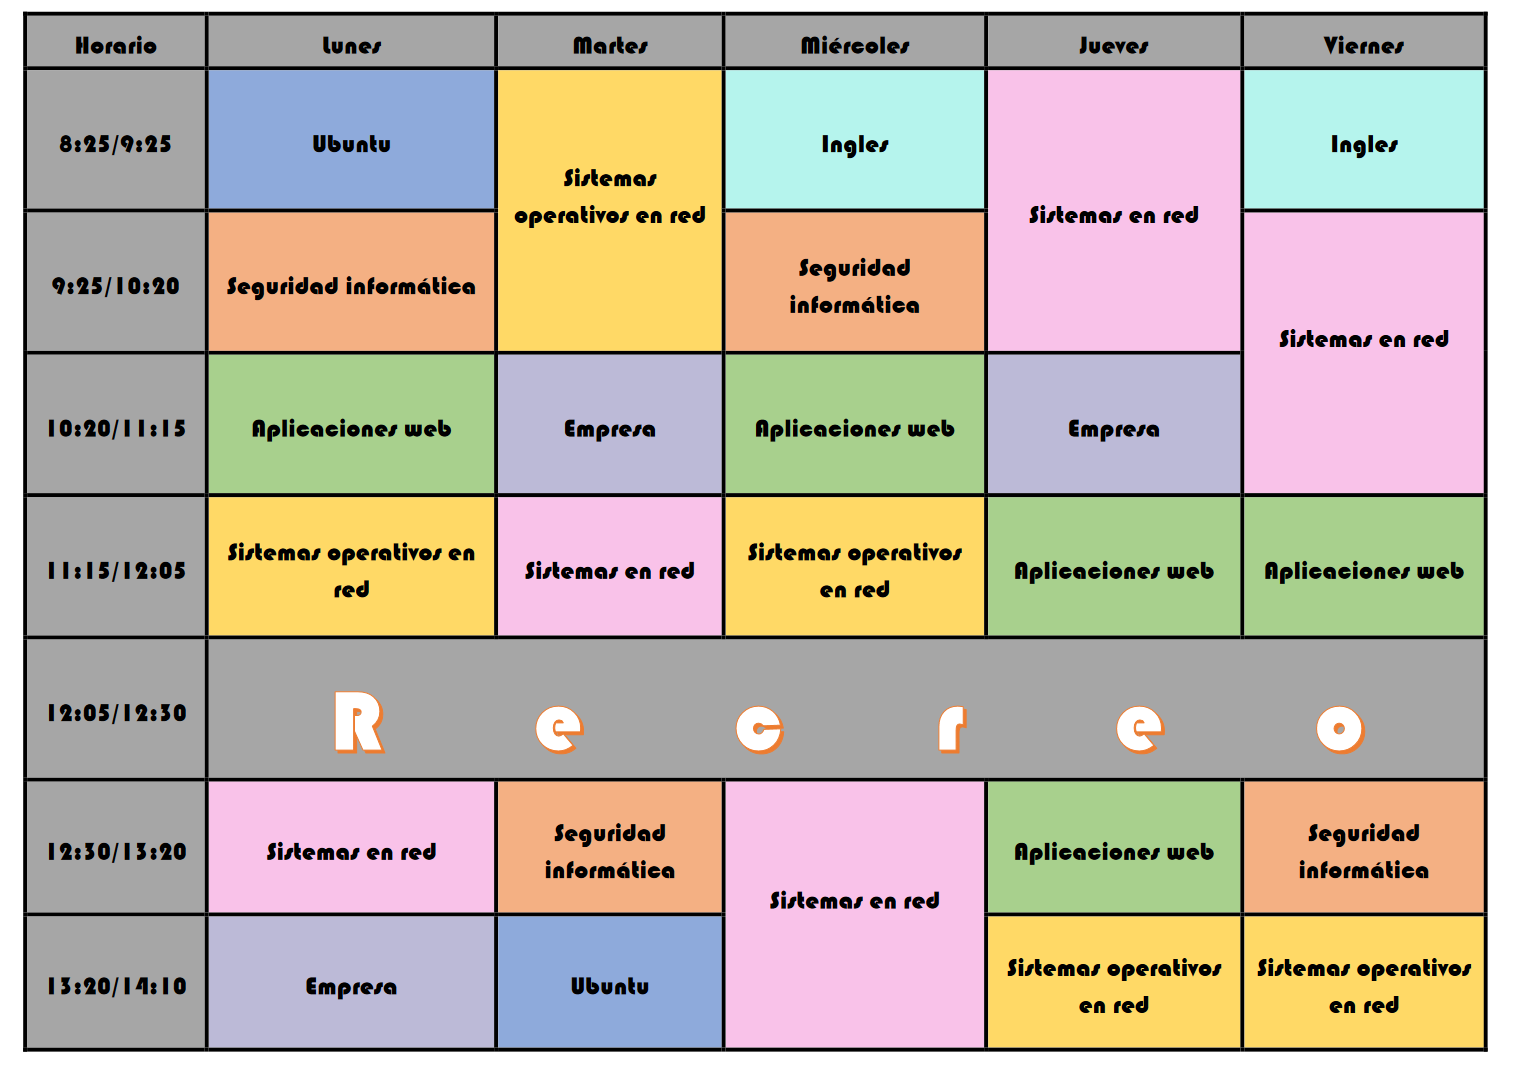 Horario Lunes Martes Miércoles Jueves Viernes
8:25/9:25 Ubuntu Sistemas operativos en red Ingles Sistemas en red Ingles
9:25/10:20 Seguridad informática Seguridad informática Sistemas en red
10:20/11:15 Aplicaciones web Empresa Aplicaciones web Empresa
11:15/12:05 Sistemas operativos en red Sistemas en red Sistemas operativos en red Aplicaciones web Aplicaciones web
12:05/12:30 R e c r e o
12:30/13:20 Sistemas en red Seguridad informática Sistemas en red Aplicaciones web Seguridad informática
13:20/14:10 Empresa Ubuntu Sistemas operativos en red Sistemas operativos en red